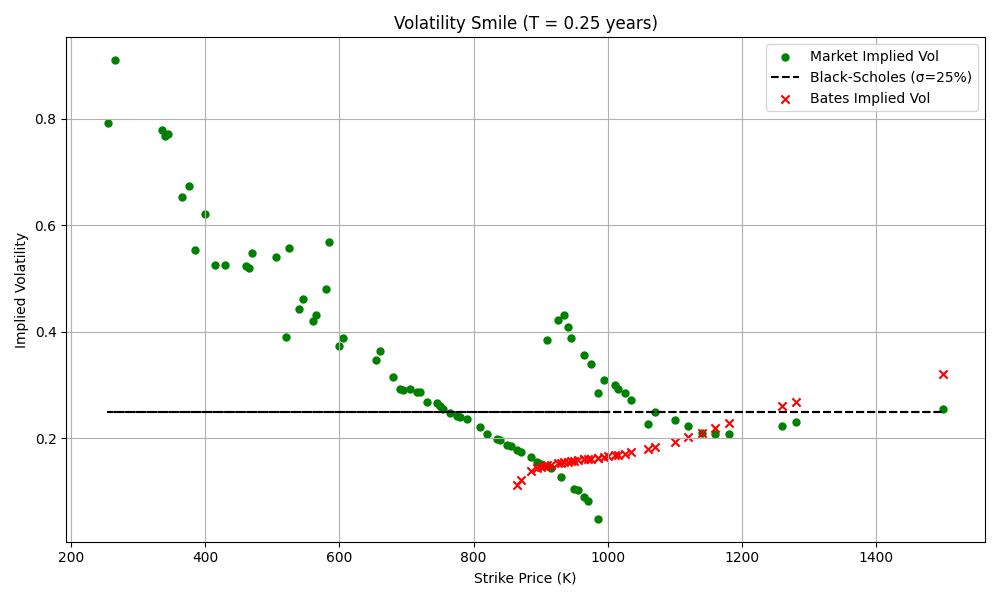 Volatility Smile (T = 0.25 years)
Market Implied Vol
Black-Scholes (σ=25%)
Bates Implied Vol
Implied Volatility
0.8
0.6
0.4
0.2
200 400 600 800 1000 1200 1400
Strike Price (K)